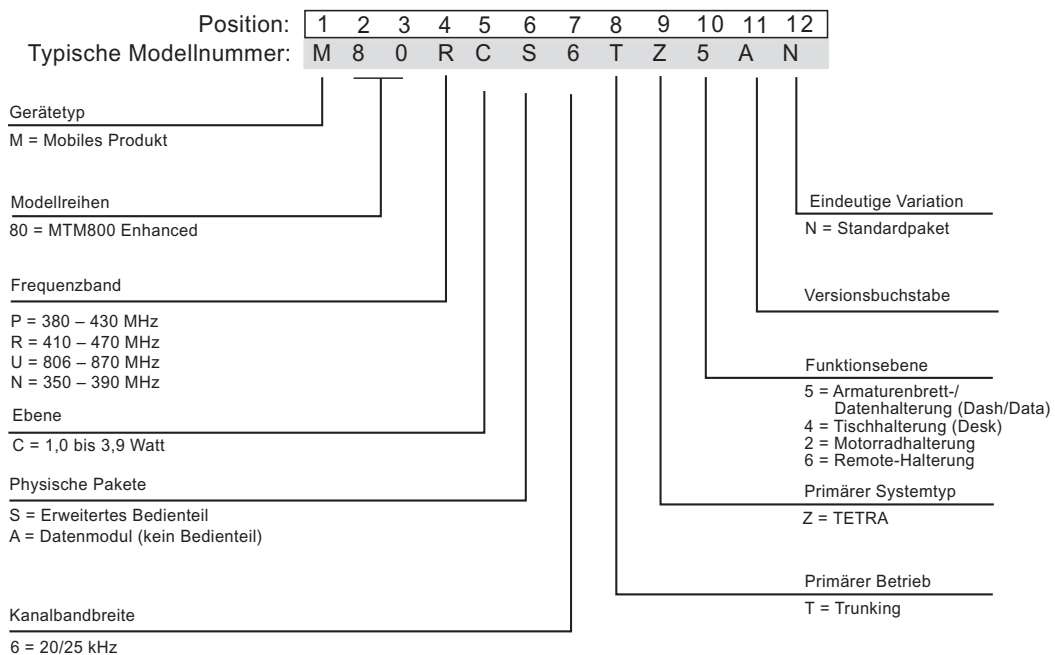 Position: 1 2 3 4 5 6 7 8 9 10 11 12
Typische Modellnummer: M 8 0 R C S 6 T Z 5 A N
Gerätetyp
M = Mobiles Produkt
Modellreihen
80 = MTM800 Enhanced
Frequenzband
P = 380 – 430 MHz
R = 410 – 470 MHz
U = 806 – 870 MHz
N = 350 – 390 MHz
Ebene
C = 1,0 bis 3,9 Watt
Physische Pakete
S = Erweitertes Bedienteil
A = Datenmodul (kein Bedienteil)
Kanalbandbreite
6 = 20/25 kHz
Eindeutige Variation
N = Standardpaket
Versionsbuchstabe
Funktionsebene
5 = Armaturenbrett-/
Datenhalterung (Dash/Data)
4 = Tischhalterung (Desk)
2 = Motorradhalterung
6 = Remote-Halterung
Primärer Systemtyp
Z = TETRA
Primärer Betrieb
T = Trunking